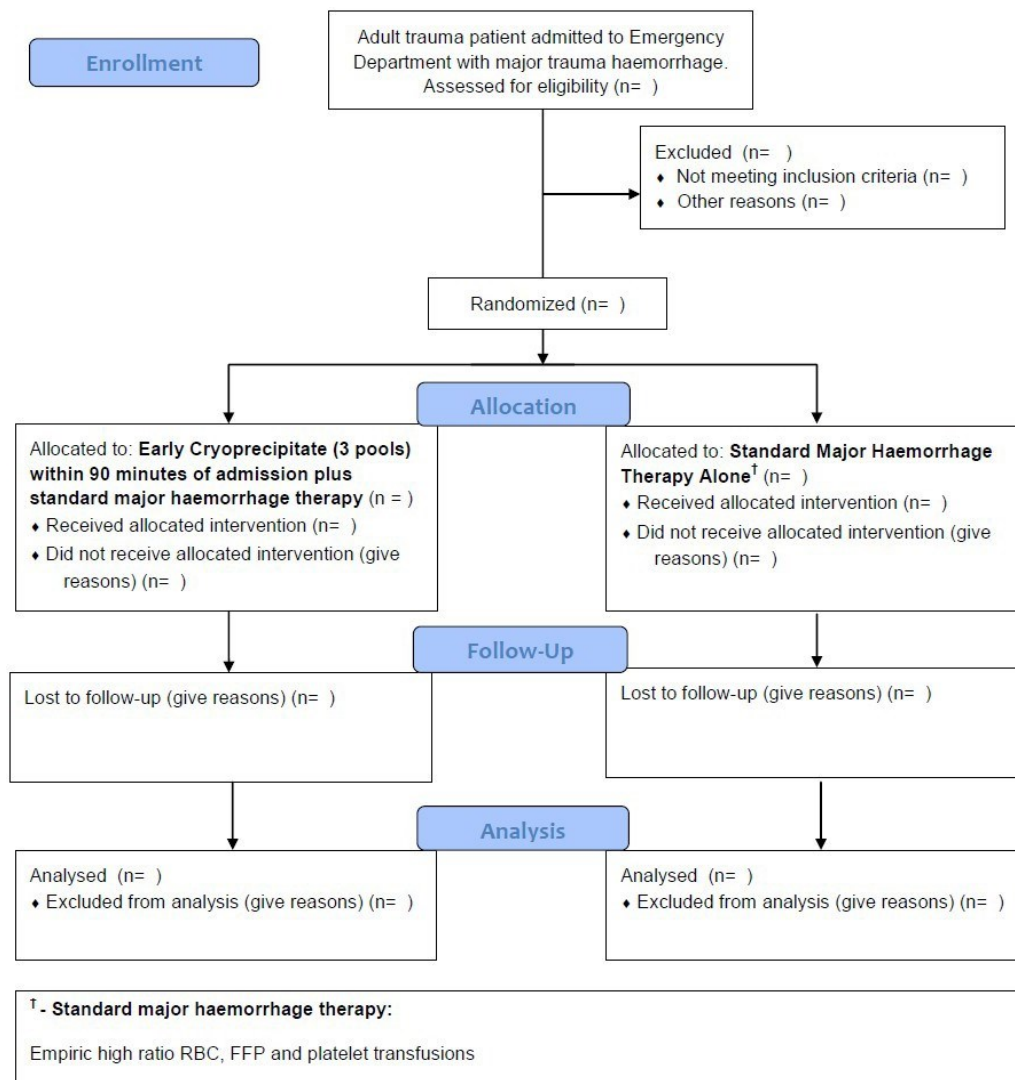 Enrollment
Adult trauma patient admitted to Emergency
Department with major trauma haemorrhage.
Assessed for eligibility (n= )
Excluded (n= )
♦ Not meeting inclusion criteria (n= )
♦ Other reasons (n= )
Randomized (n= )
Allocation
Allocated to: Early Cryoprecipitate (3 pools)
within 90 minutes of admission plus
standard major haemorrhage therapy (n = )
♦ Received allocated intervention (n= )
♦ Did not receive allocated intervention (give
reasons) (n= )
Allocated to: Standard Major Haemorrhage
Therapy Alone† (n= )
♦ Received allocated intervention (n= )
♦ Did not receive allocated intervention (give
reasons) (n= )
Follow-Up
Lost to follow-up (give reasons) (n= )
Lost to follow-up (give reasons) (n= )
Analysis
Analysed (n= )
♦ Excluded from analysis (give reasons) (n= )
Analysed (n= )
♦ Excluded from analysis (give reasons) (n= )
† - Standard major haemorrhage therapy:
Empiric high ratio RBC, FFP and platelet transfusions